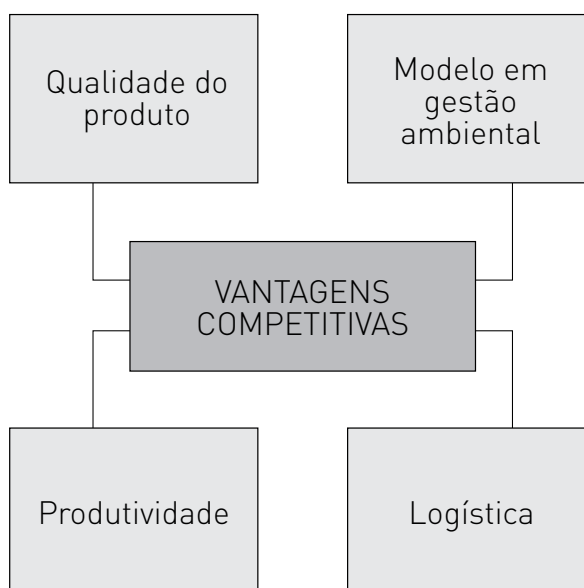 Qualidade do
produto
Modelo em
gestão
ambiental
VANTAGENS
COMPETITIVAS
Produtividade
Logística